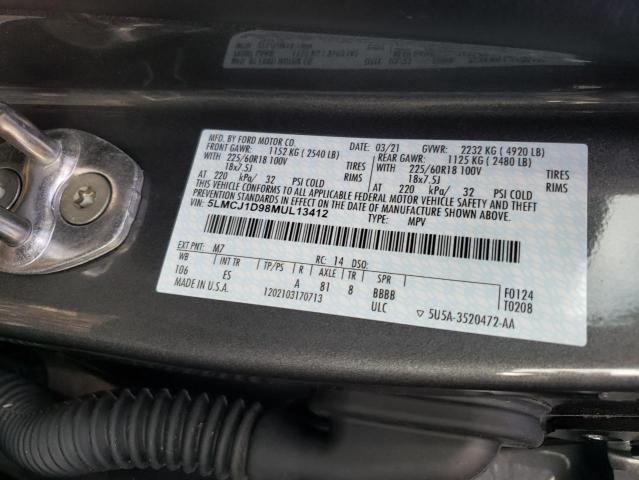 MFD. BY FORD MOTOR CO.
03/21 GVWR: 2232 KG ( 4920 LB)
FRONT GAWR: 1152 KG ( 2540 LB) REAR GAWR: 1125 KG ( 2480 LB)
WITH 225/60R18 100V TIRES WITH 225/60R18 100V TIRES
18x7.5J RIMS 18x7.5J RIMS
AT 220 kPa/ 32 PSI COLD AT 220 kPa/ 32 PSI COLD
THIS VEHICLE CONFORMS TO ALL APPLICABLE FEDERAL MOTOR VEHICLE SAFETY AND THEFT PREVENTION
STANDARDS IN EFFECT ON THE DATE OF MANUFACTURE SHOWN ABOVE.
VIN: 5LMCJ1D98MUL13412
TYPE: MPV
EXT PNT: M7 RC: 14 DSO:
WB INT TR TP/PS R AXLE TR SPR F0124
106 ES A 81 8 BBBB T0208
MADE IN U.S.A. 1202103170713 ULC ▽ 5U5A-3520472-AA